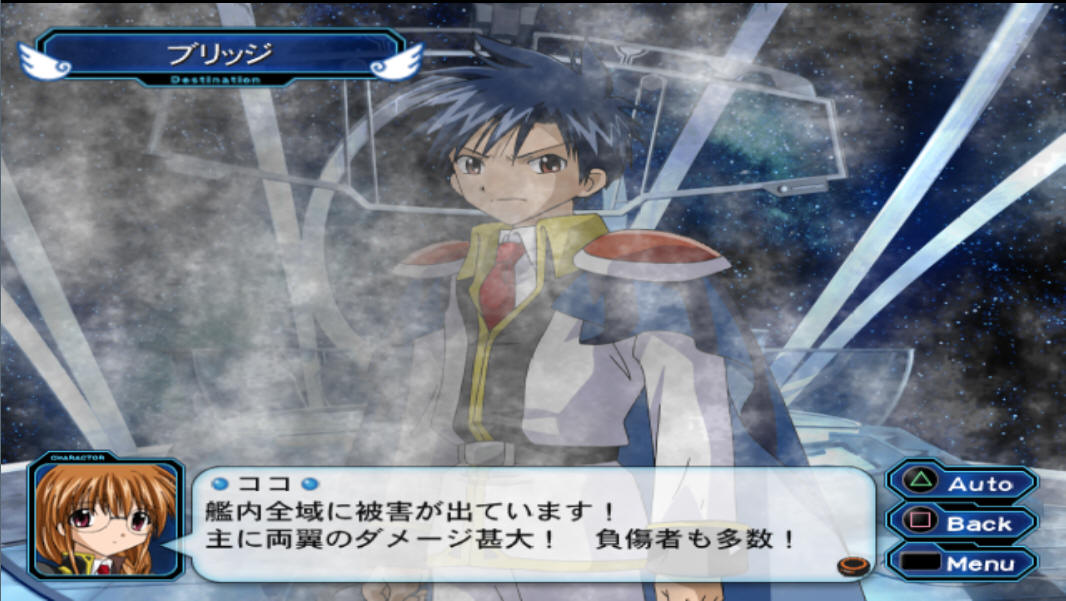 ブリッジ
Destination
CHARACTOR
ココ
艦内全域に被害が出ています！
主に両翼のダメージ甚大！　負傷者も多数！
Auto
Back
Menu